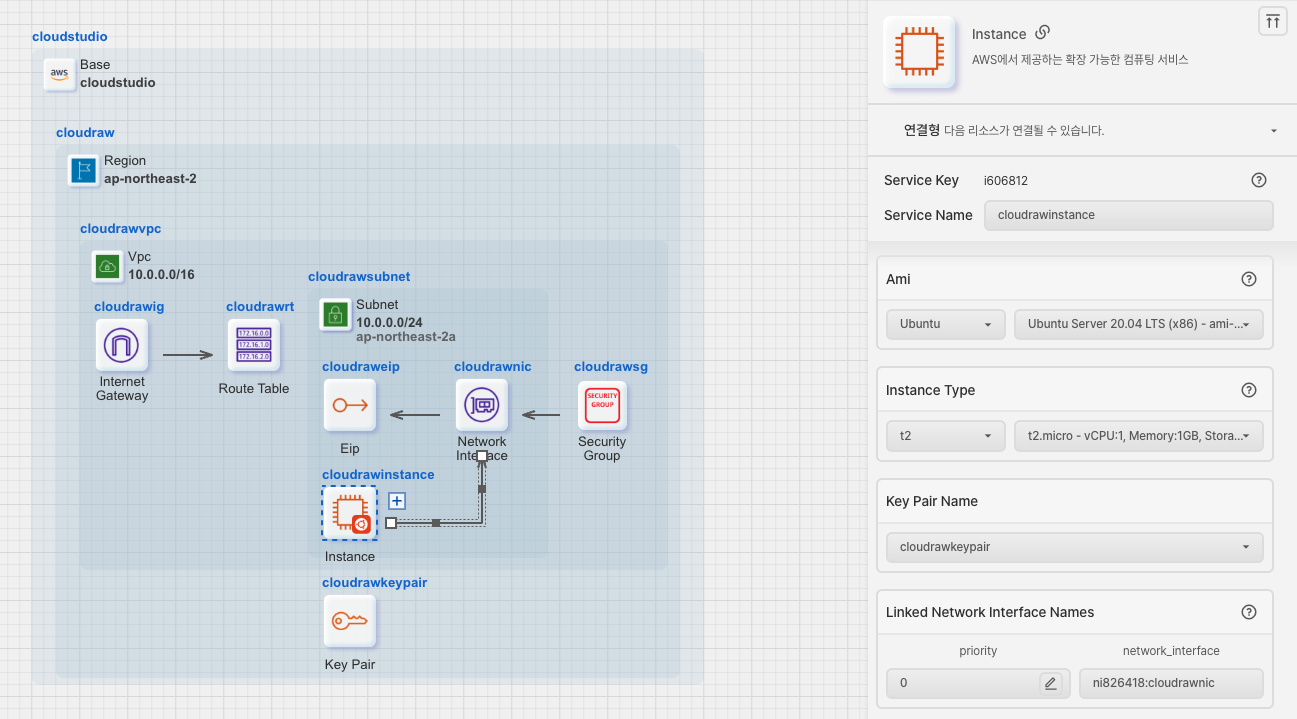 cloudstudio
aws
Base
cloudstudio
cloudraw
Region
ap-northeast-2
cloudrawvpc
Vpc
10.0.0.0/16
cloudrawsubnet
Subnet
10.0.0.0/24
ap-northeast-2a
cloudrawig
Internet
Gateway
cloudrawrt
172.16.0.0
172.16.1.0
172.16.2.0
Route Table
cloudraweip
Eip
cloudrawnic
Network
Interface
cloudrawsg
SECURITY
GROUP
Security
Group
cloudrawinstance
Instance
cloudrawkeypair
Key Pair
Instance
AWS에서 제공하는 확장 가능한 컴퓨팅 서비스
연결형 다음 리소스가 연결될 수 있습니다.
Service Key i606812
Service Name cloudrawinstance
Ami
Ubuntu Ubuntu Server 20.04 LTS (x86) - ami-...
Instance Type
t2 t2.micro - vCPU:1, Memory:1GB, Stora...
Key Pair Name
cloudrawkeypair
Linked Network Interface Names
priority network_interface
0 ni826418:cloudrawnic